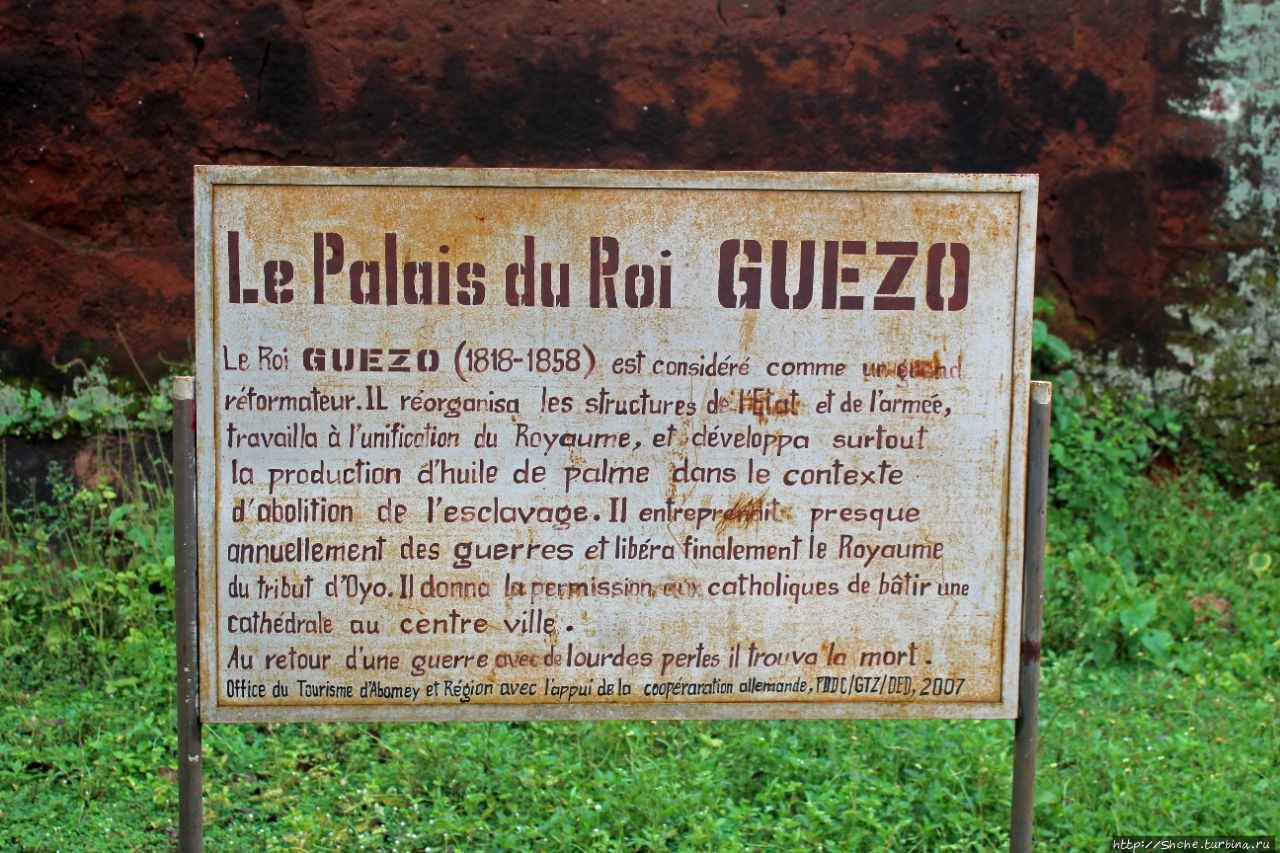 Le Palais du Roi GUEZO
Le Roi GUEZO (1818-1858) est considéré comme un grand
réformateur. IL réorganisa les structures de l'Etat et de l'armeé,
travailla à l'unification du Royaume, et développa surtout
la production d'huile de palme dans le contexte
d'abolition de l'esclavage. Il entreprenait presque
annuellement des guerres et libéra finalement le Royaume
du tribut d'Oyo. Il donna la permission aux catholiques de bâtir une
cathédrale au centre ville.
Au retour d'une guerre avec de lourdes pertes il trouva la mort.
Office du Tourisme d'Abomey et Région avec l'appui de la coopéraration allemande, PDDC/GTZ/DED, 2007
http://Shche.turbina.ru